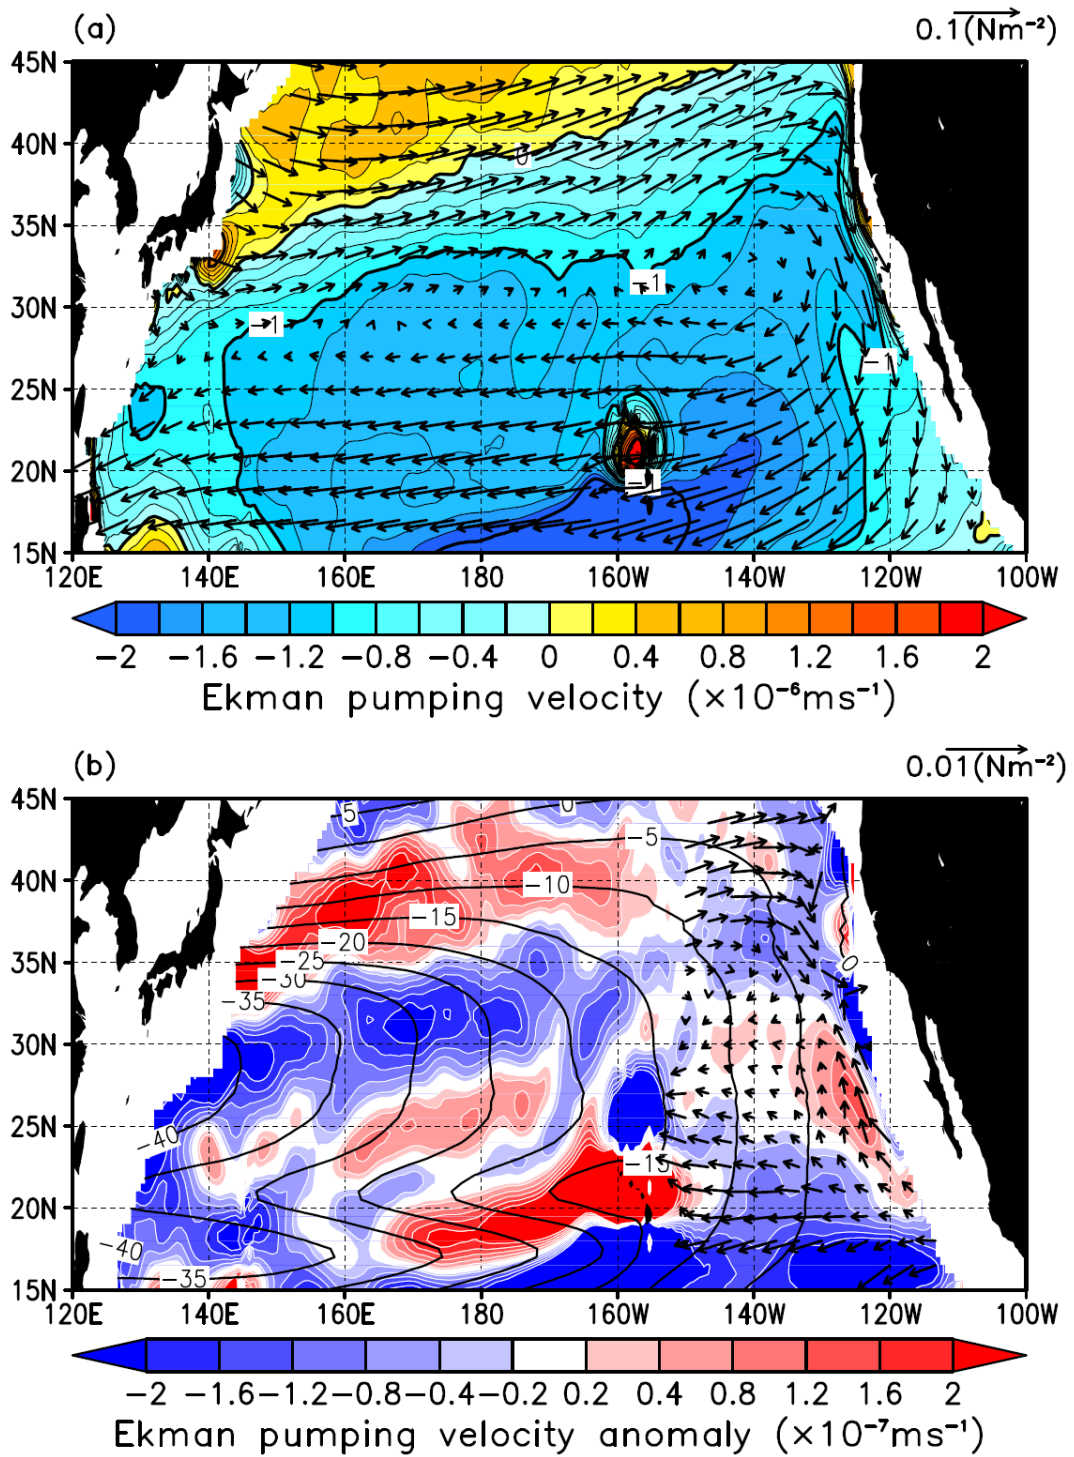 (a)
0.1(Nm⁻²)
45N
40N
35N
30N
25N
20N
15N
0
−1
−1
−1
−1
120E 140E 160E 180 160W 140W 120W 100W
−2 −1.6 −1.2 −0.8 −0.4 0 0.4 0.8 1.2 1.6 2
Ekman pumping velocity (×10⁻⁶ms⁻¹)
(b)
0.01(Nm⁻²)
45N
40N
35N
30N
25N
20N
15N
5
0
−5
−10
−15
−20
−25
−30
−35
0
−40
−15
−40
−35
120E 140E 160E 180 160W 140W 120W 100W
−2 −1.6 −1.2 −0.8 −0.4 −0.2 0.2 0.4 0.8 1.2 1.6 2
Ekman pumping velocity anomaly (×10⁻⁷ms⁻¹)